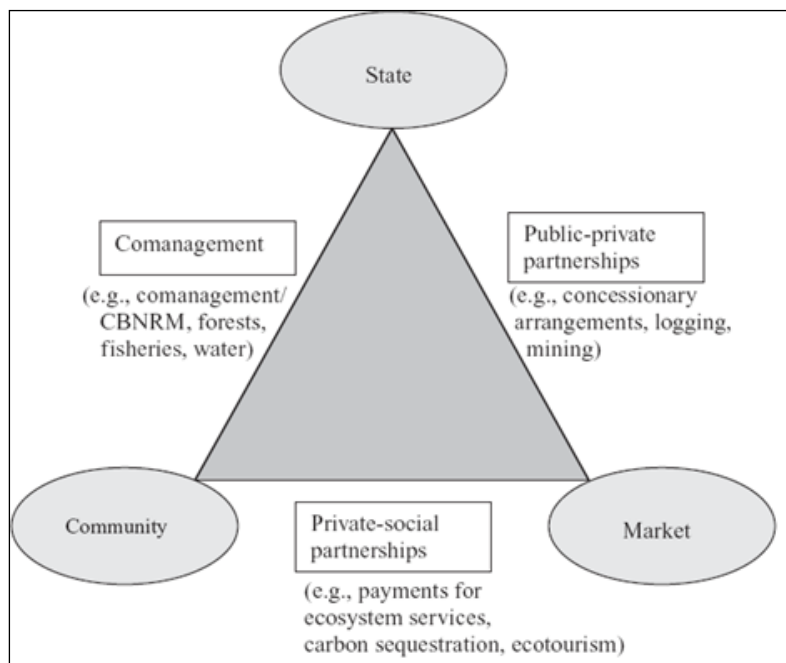 State
Comanagement
(e.g., comanagement/
CBNRM, forests,
fisheries, water)
Public-private
partnerships
(e.g., concessionary
arrangements, logging,
mining)
Community
Private-social
partnerships
(e.g., payments for
ecosystem services,
carbon sequestration, ecotourism)
Market